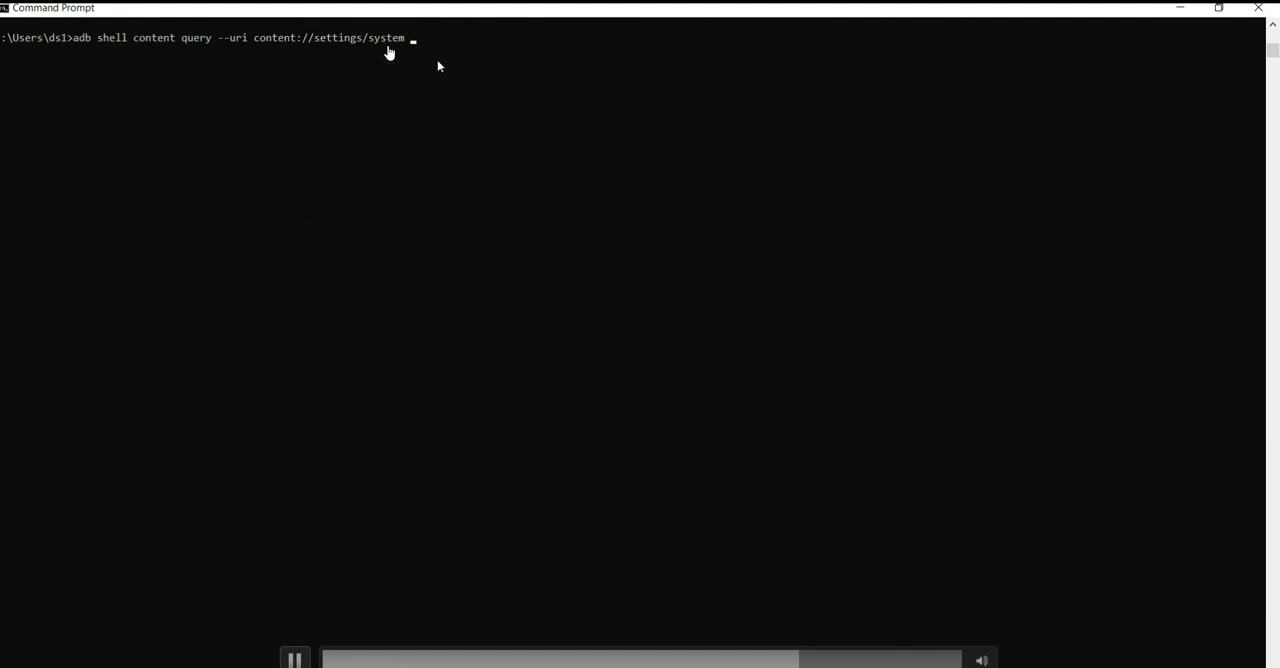 Command Prompt
:\Users\ds1>adb shell content query --uri content://settings/system